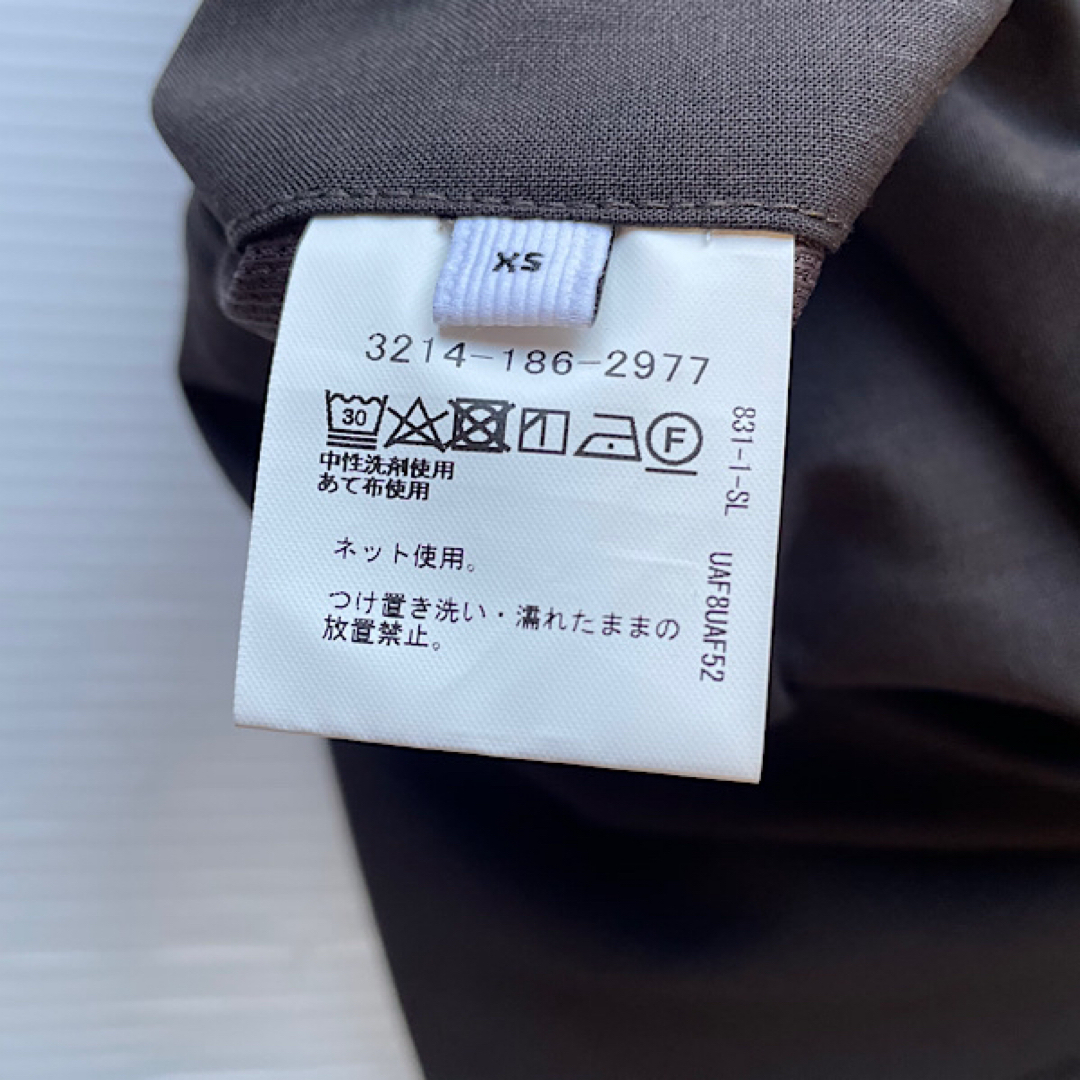 XS
3214-186-2977
30
F
中性洗剤使用
あて布使用
ネット使用。
つけ置き洗い・濡れたままの
放置禁止。
831-1-SL UAF8UAF52